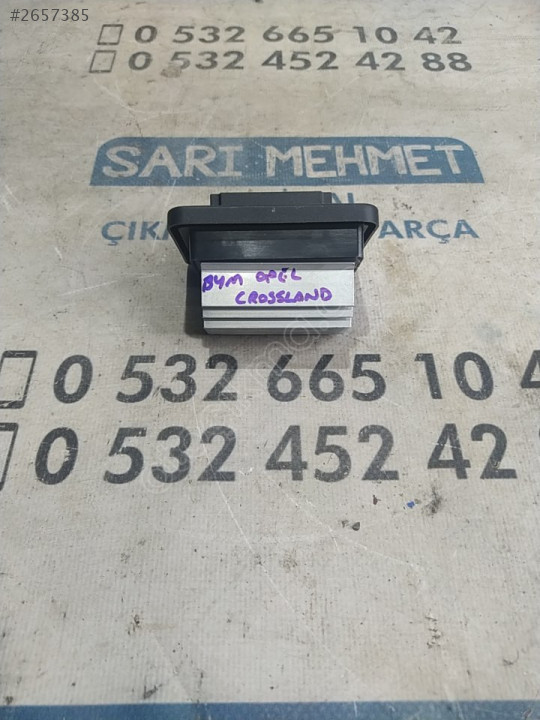 #2657385
0 532 665 10 42
0 532 452 42 88
SARI MEHMET
ÇIKA
ARÇA
B4M OPEL
CROSSLAND
0 532 665 10 4
0 532 452 42